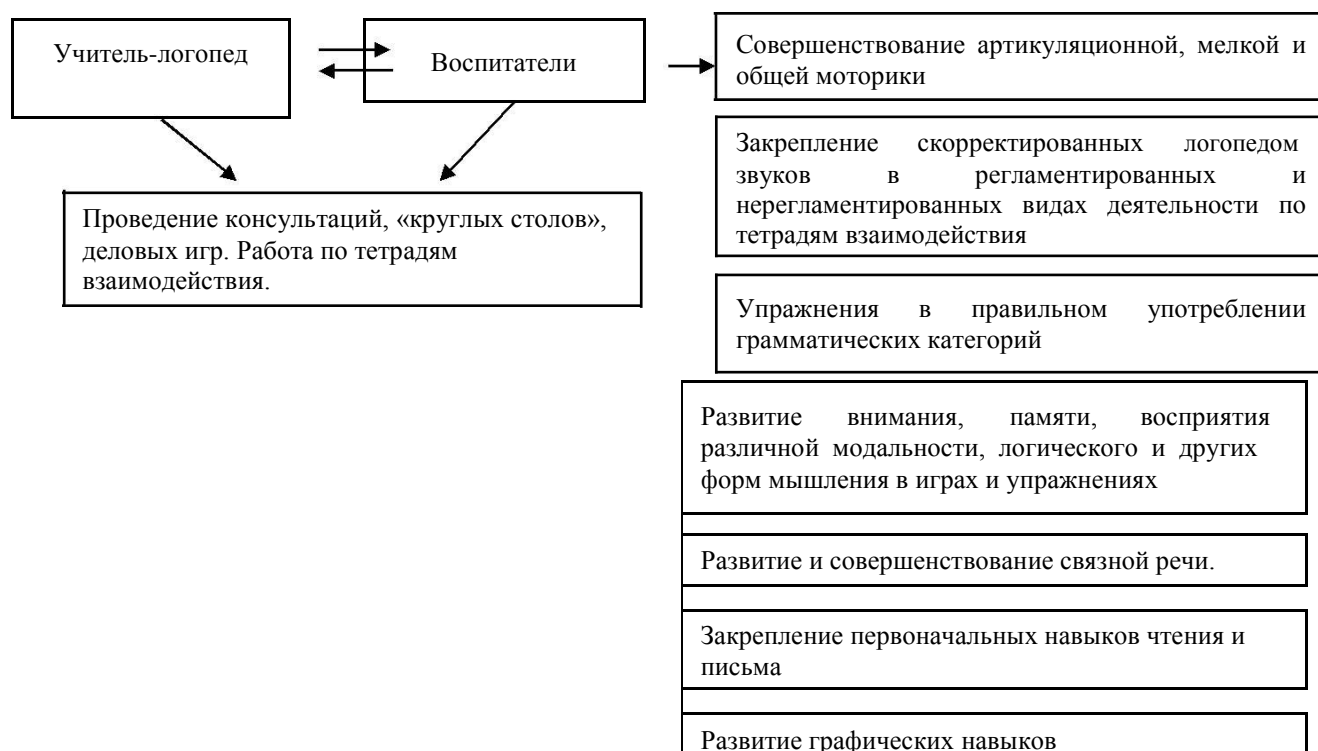 Учитель-логопед
Воспитатели
Проведение консультаций, «круглых столов»,
деловых игр. Работа по тетрадям
взаимодействия.
Совершенствование артикуляционной, мелкой и
общей моторики
Закрепление скорректированных логопедом
звуков в регламентированных и
нерегламентированных видах деятельности по
тетрадям взаимодействия
Упражнения в правильном употреблении
грамматических категорий
Развитие внимания, памяти, восприятия
различной модальности, логического и других
форм мышления в играх и упражнениях
Развитие и совершенствование связной речи.
Закрепление первоначальных навыков чтения и
письма
Развитие графических навыков